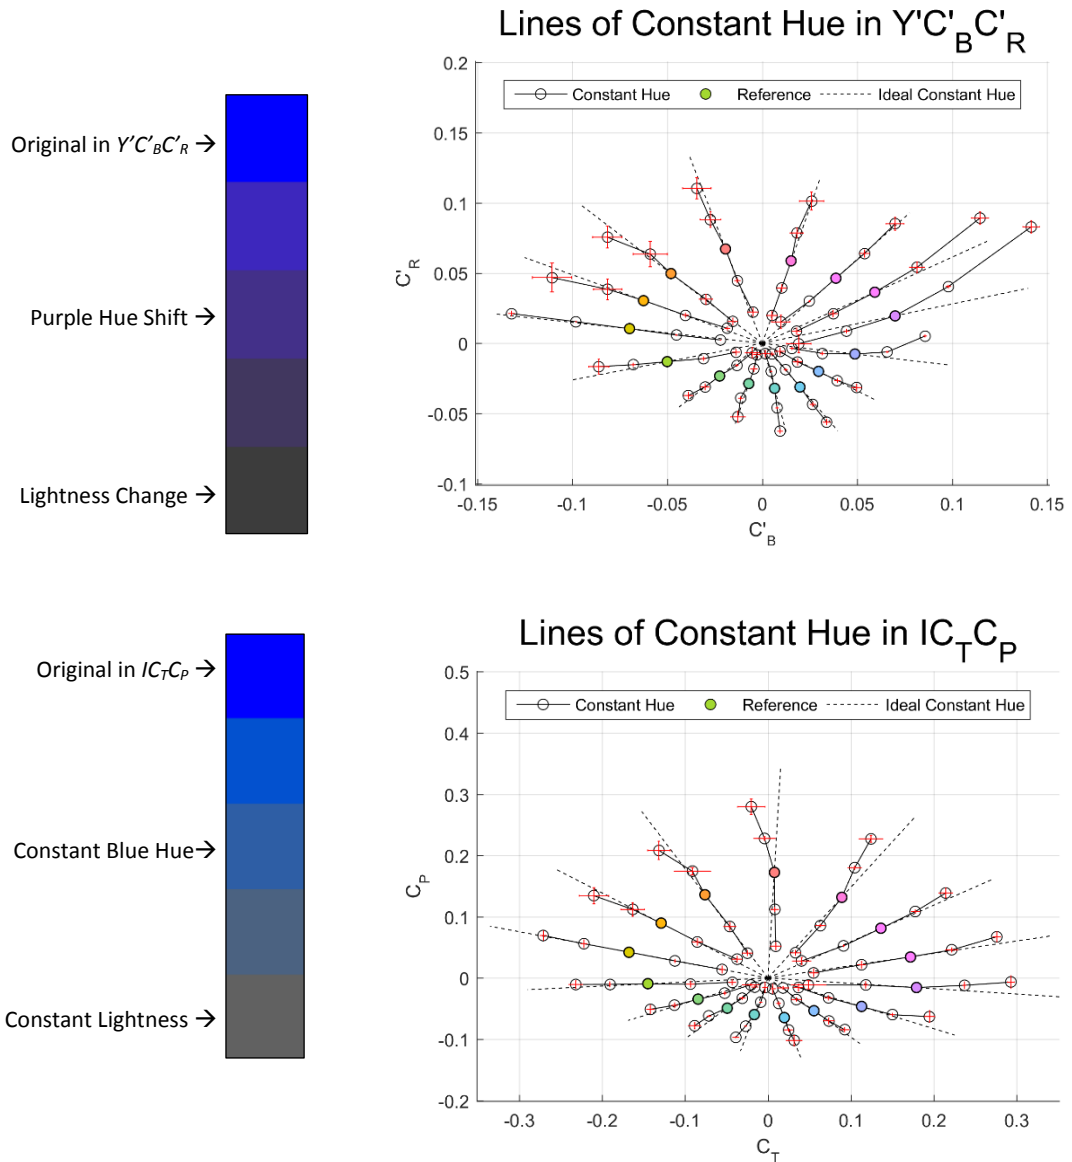 Lines of Constant Hue in Y'C'BC'R
Original in Y'C'BC'R →
Purple Hue Shift
Lightness Change →
Constant Hue Reference Ideal Constant Hue
0.2
0.15
0.1
0.05
0
-0.05
-0.1
C'R
-0.15 -0.1 -0.05 0 0.05 0.1 0.15
C'B
Lines of Constant Hue in ICTCP
Original in ICTCP →
Constant Blue Hue→
Constant Lightness →
Constant Hue Reference Ideal Constant Hue
0.5
0.4
0.3
0.2
0.1
0
-0.1
-0.2
CP
-0.3 -0.2 -0.1 0 0.1 0.2 0.3
CT